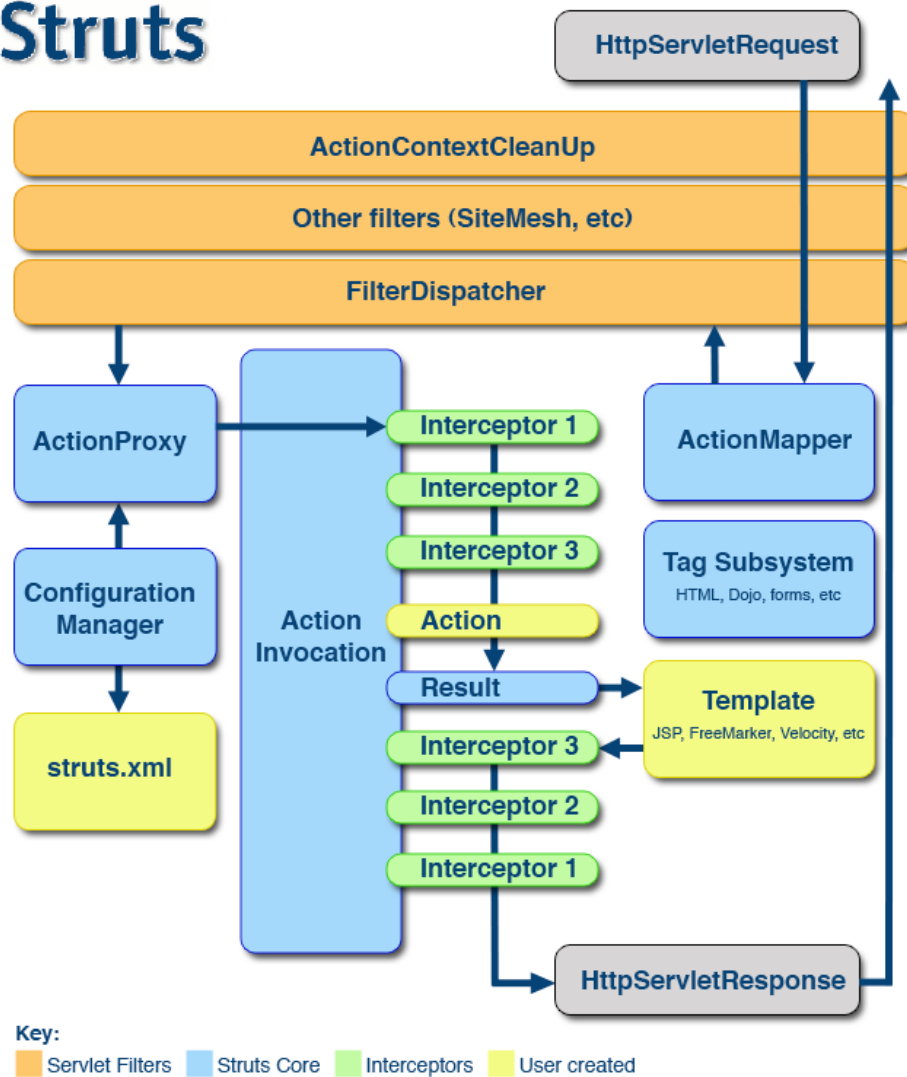 Struts
HttpServletRequest
ActionContextCleanUp
Other filters (SiteMesh, etc)
FilterDispatcher
ActionProxy
Configuration
Manager
struts.xml
Action
Invocation
Interceptor 1
Interceptor 2
Interceptor 3
Action
Result
Interceptor 3
Interceptor 2
Interceptor 1
ActionMapper
Tag Subsystem
HTML, Dojo, forms, etc
Template
JSP, FreeMarker, Velocity, etc
HttpServletResponse
Key:
Servlet Filters
Struts Core
Interceptors
User created